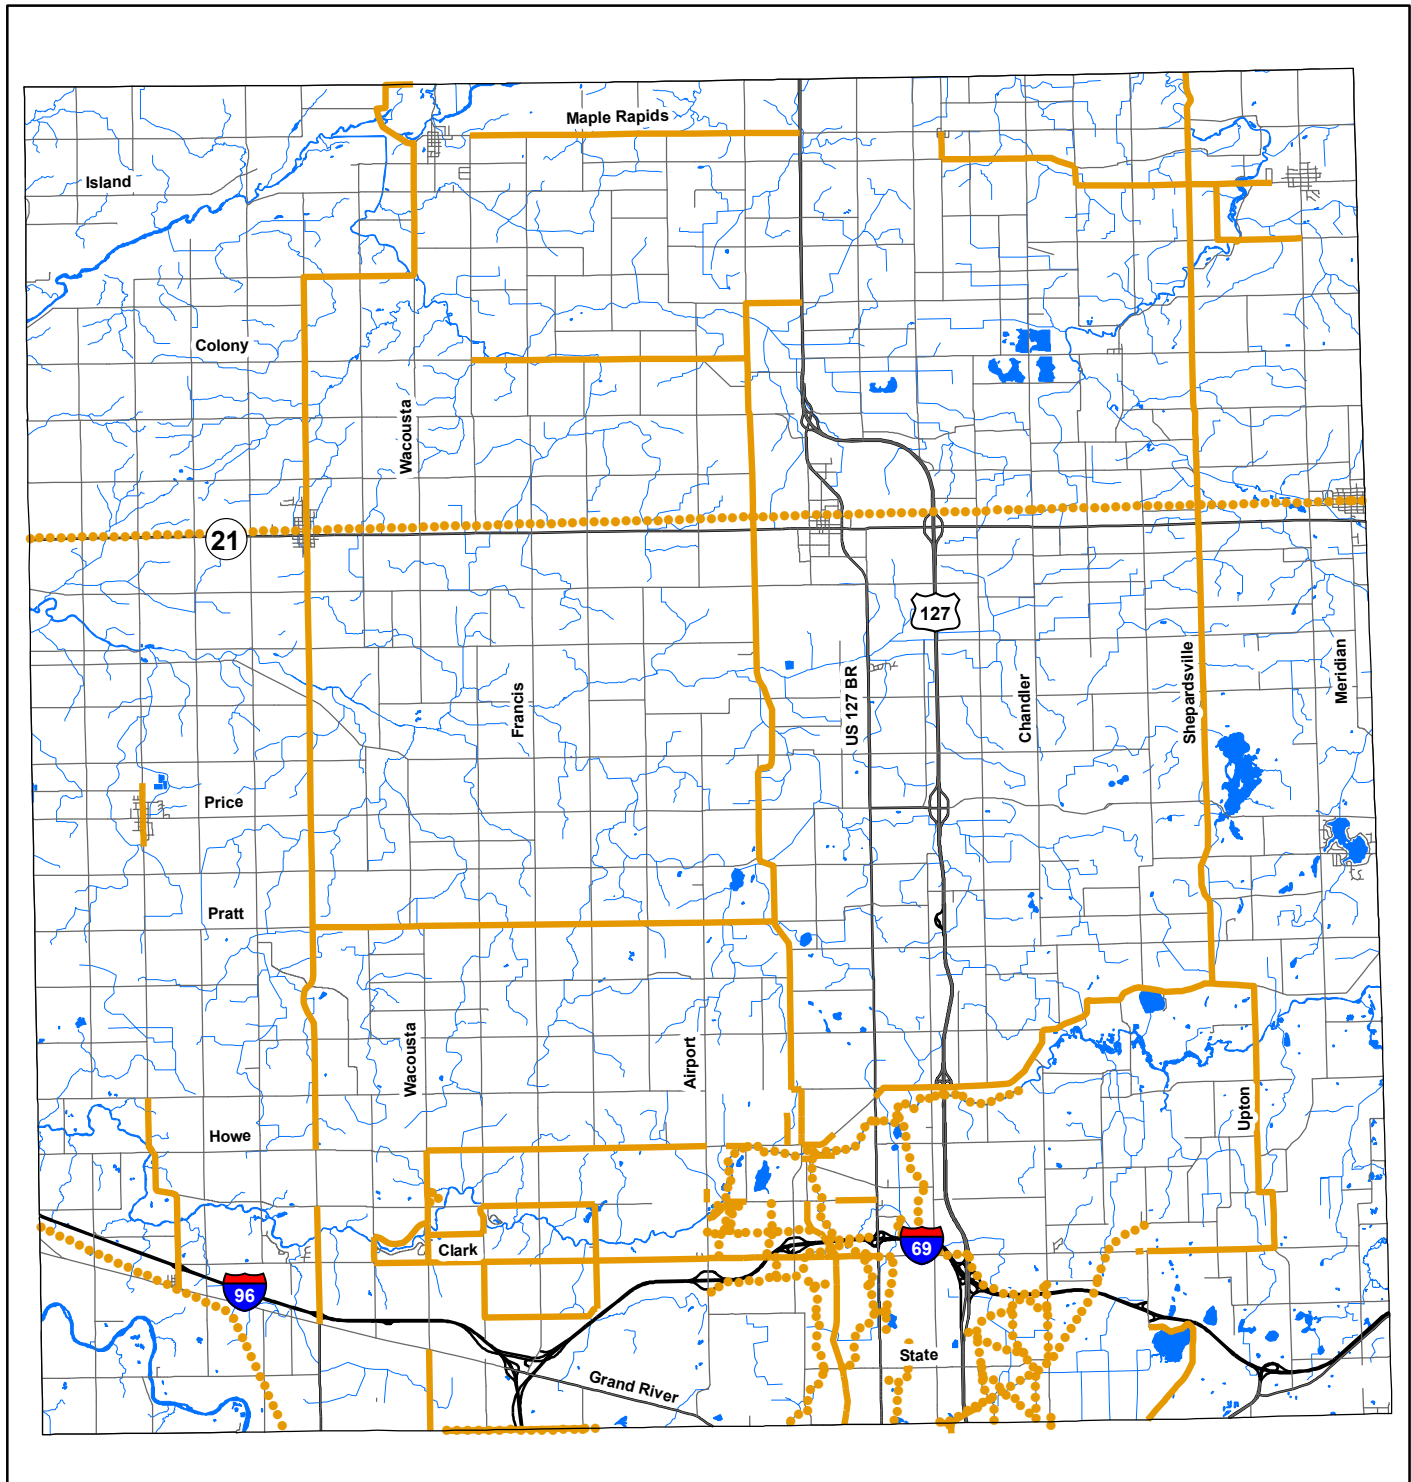 Maple Rapids
Island
Colony
Wacousta
21
127
Francis
US 127 BR
Chandler
Shepardsville
Meridian
Price
Pratt
Wacousta
Airport
Upton
Howe
Clark
69
96
State
Grand River